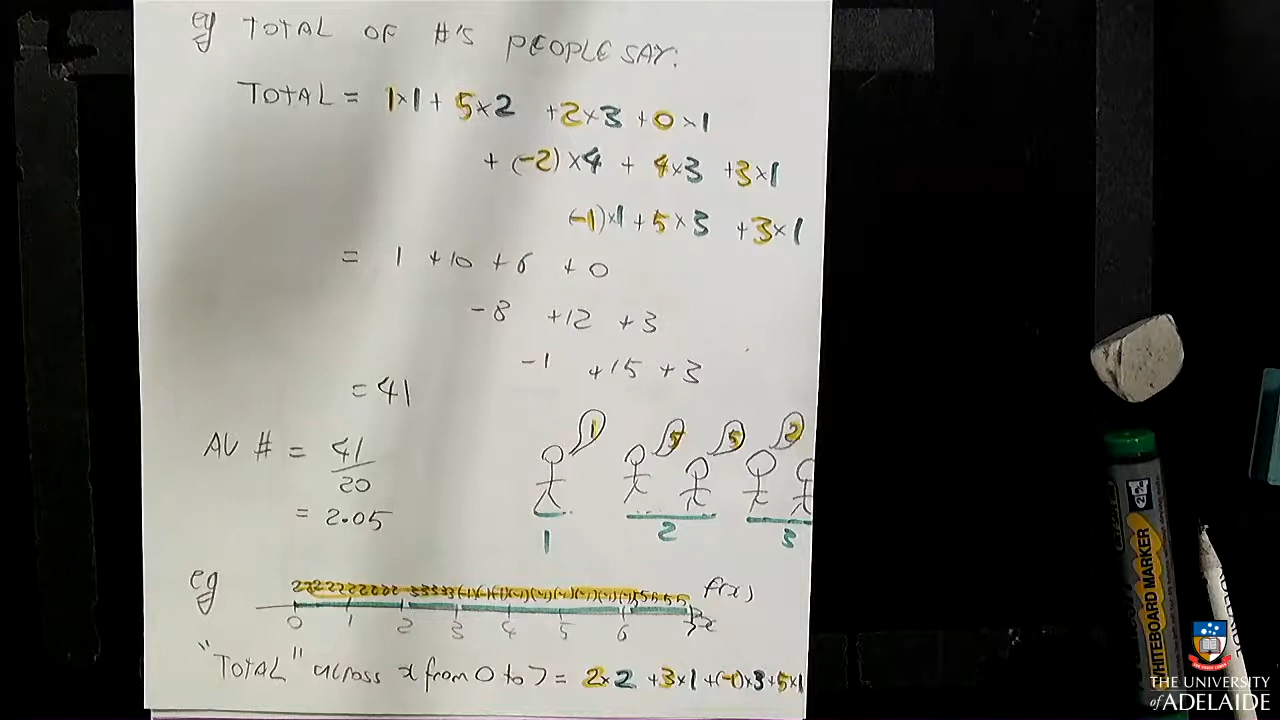 eg TOTAL OF #'S PEOPLE SAY:
TOTAL = 1×1 + 5×2 +2×3 +0×1
+ (-2)×4 + 4×3 +3×1
(-1)×1 + 5×3 +3×1
= 1 +10 +6 +0
-8 +12 +3
-1 +15 +3
= 41
AV # = 41/20
= 2.05
1 5 5 2
1 2 3
eg f(x)
0 1 2 3 4 5 6 7 x
"TOTAL" across x from 0 to 7 = 2×2 +3×1 +(-1)×3+5×1
WHITEBOARD MARKER
THE UNIVERSITY
of ADELAIDE